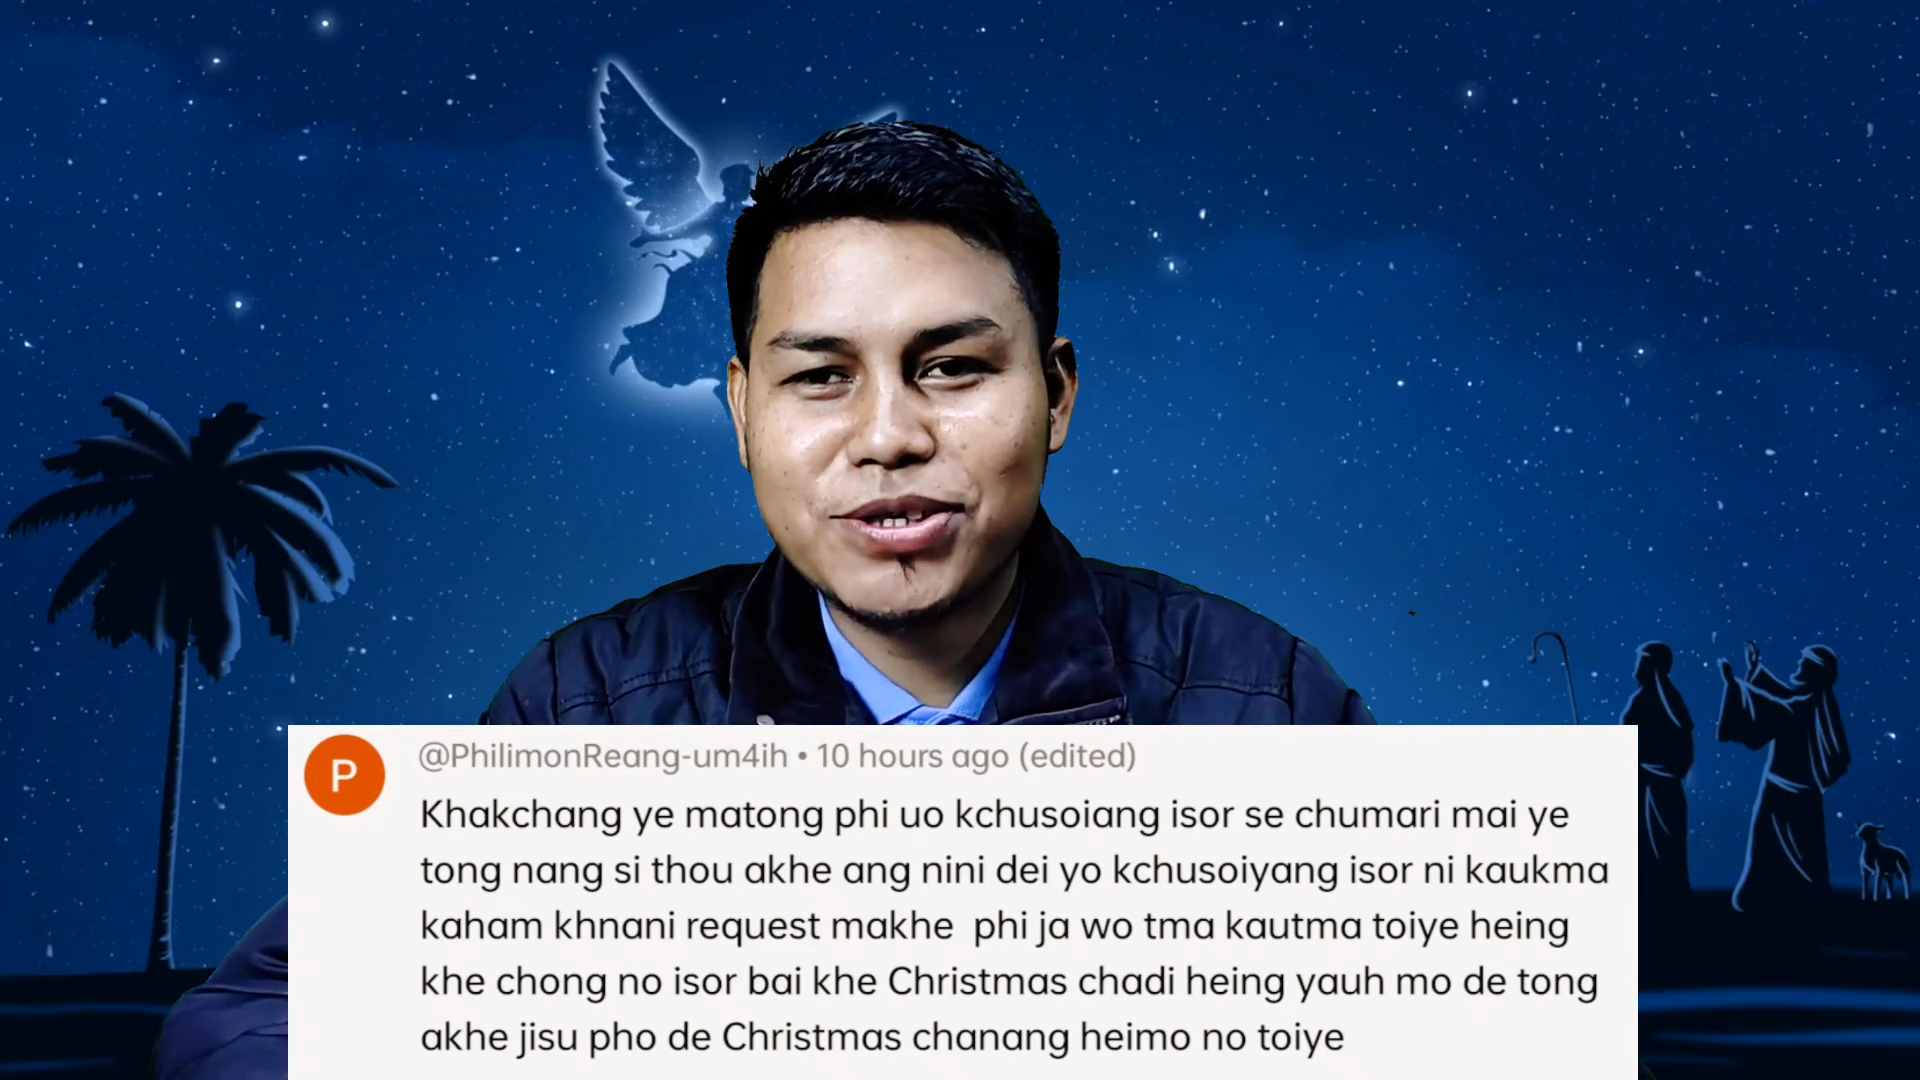 P
@PhilimonReang-um4ih • 10 hours ago (edited)
Khakchang ye matong phi uo kchusoiang isor se chumari mai ye
tong nang si thou akhe ang nini dei yo kchusoiyang isor ni kaukma
kaham khnani request makhe  phi ja wo tma kautma toiye heing
khe chong no isor bai khe Christmas chadi heing yauh mo de tong
akhe jisu pho de Christmas chanang heimo no toiye